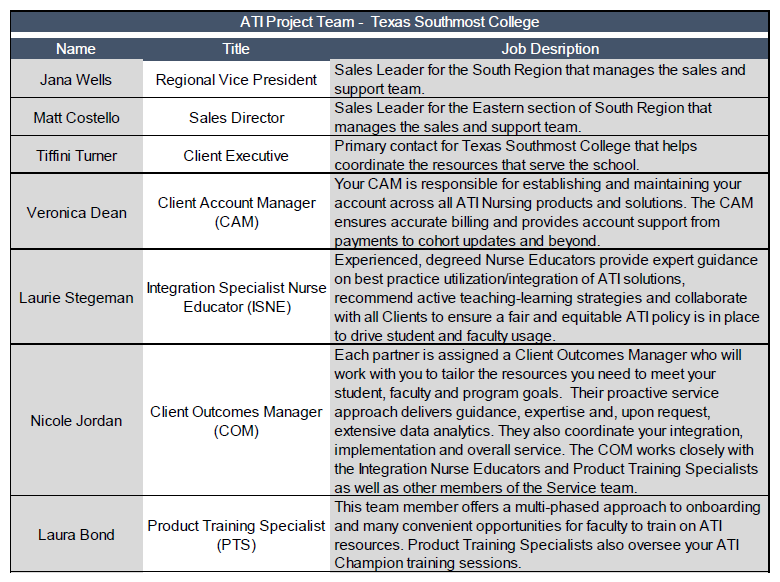 ATI Project Team - Texas Southmost College
Name Title Job Desription
Jana Wells Regional Vice President Sales Leader for the South Region that manages the sales and
support team.
Matt Costello Sales Director Sales Leader for the Eastern section of South Region that
manages the sales and support team.
Tiffini Turner Client Executive Primary contact for Texas Southmost College that helps
coordinate the resources that serve the school.
Veronica Dean Client Account Manager
(CAM) Your CAM is responsible for establishing and maintaining your
account across all ATI Nursing products and solutions. The CAM
ensures accurate billing and provides account support from
payments to cohort updates and beyond.
Laurie Stegeman Integration Specialist Nurse
Educator (ISNE) Experienced, degreed Nurse Educators provide expert guidance
on best practice utilization/integration of ATI solutions,
recommend active teaching-learning strategies and collaborate
with all Clients to ensure a fair and equitable ATI policy is in place
to drive student and faculty usage.
Nicole Jordan Client Outcomes Manager
(COM) Each partner is assigned a Client Outcomes Manager who will
work with you to tailor the resources you need to meet your
student, faculty and program goals. Their proactive service
approach delivers guidance, expertise and, upon request,
extensive data analytics. They also coordinate your integration,
implementation and overall service. The COM works closely with
the Integration Nurse Educators and Product Training Specialists
as well as other members of the Service team.
Laura Bond Product Training Specialist
(PTS) This team member offers a multi-phased approach to onboarding
and many convenient opportunities for faculty to train on ATI
resources. Product Training Specialists also oversee your ATI
Champion training sessions.